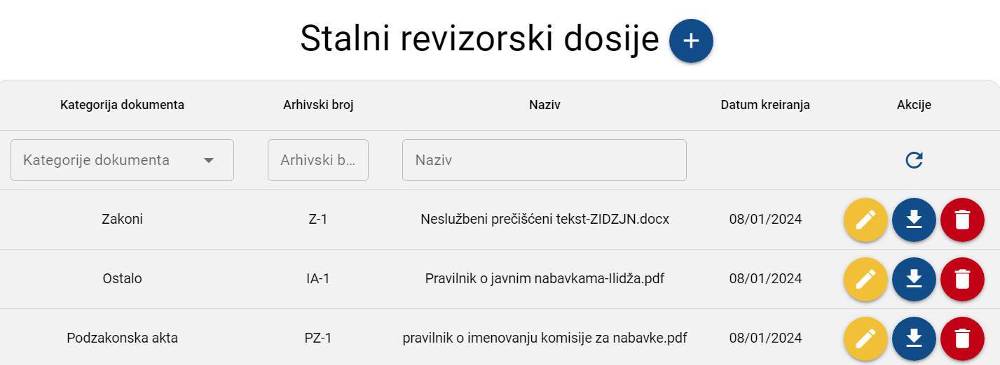 Stalni revizorski dosije
Kategorija dokumenta Arhivski broj Naziv Datum kreiranja Akcije
Kategorije dokumenta Arhivski b... Naziv
Zakoni Z-1 Neslužbeni prečišćeni tekst-ZIDZJN.docx 08/01/2024
Ostalo IA-1 Pravilnik o javnim nabavkama-Ilidža.pdf 08/01/2024
Podzakonska akta PZ-1 pravilnik o imenovanju komisije za nabavke.pdf 08/01/2024